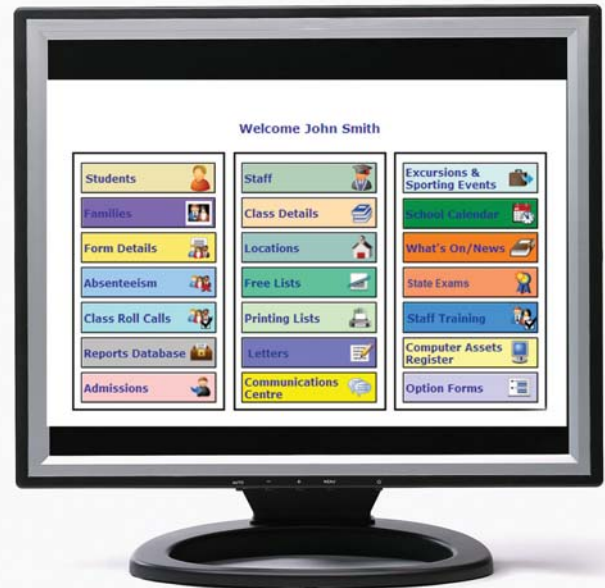 Welcome John Smith
Students
Families
Form Details
Absenteeism
Class Roll Calls
Reports Database
Admissions
Staff
Class Details
Locations
Free Lists
Printing Lists
Letters
Communications
Centre
Excursions &
Sporting Events
School Calendar
What's On/News
State Exams
Staff Training
Computer Assets
Register
Option Forms
AUTO
MENU